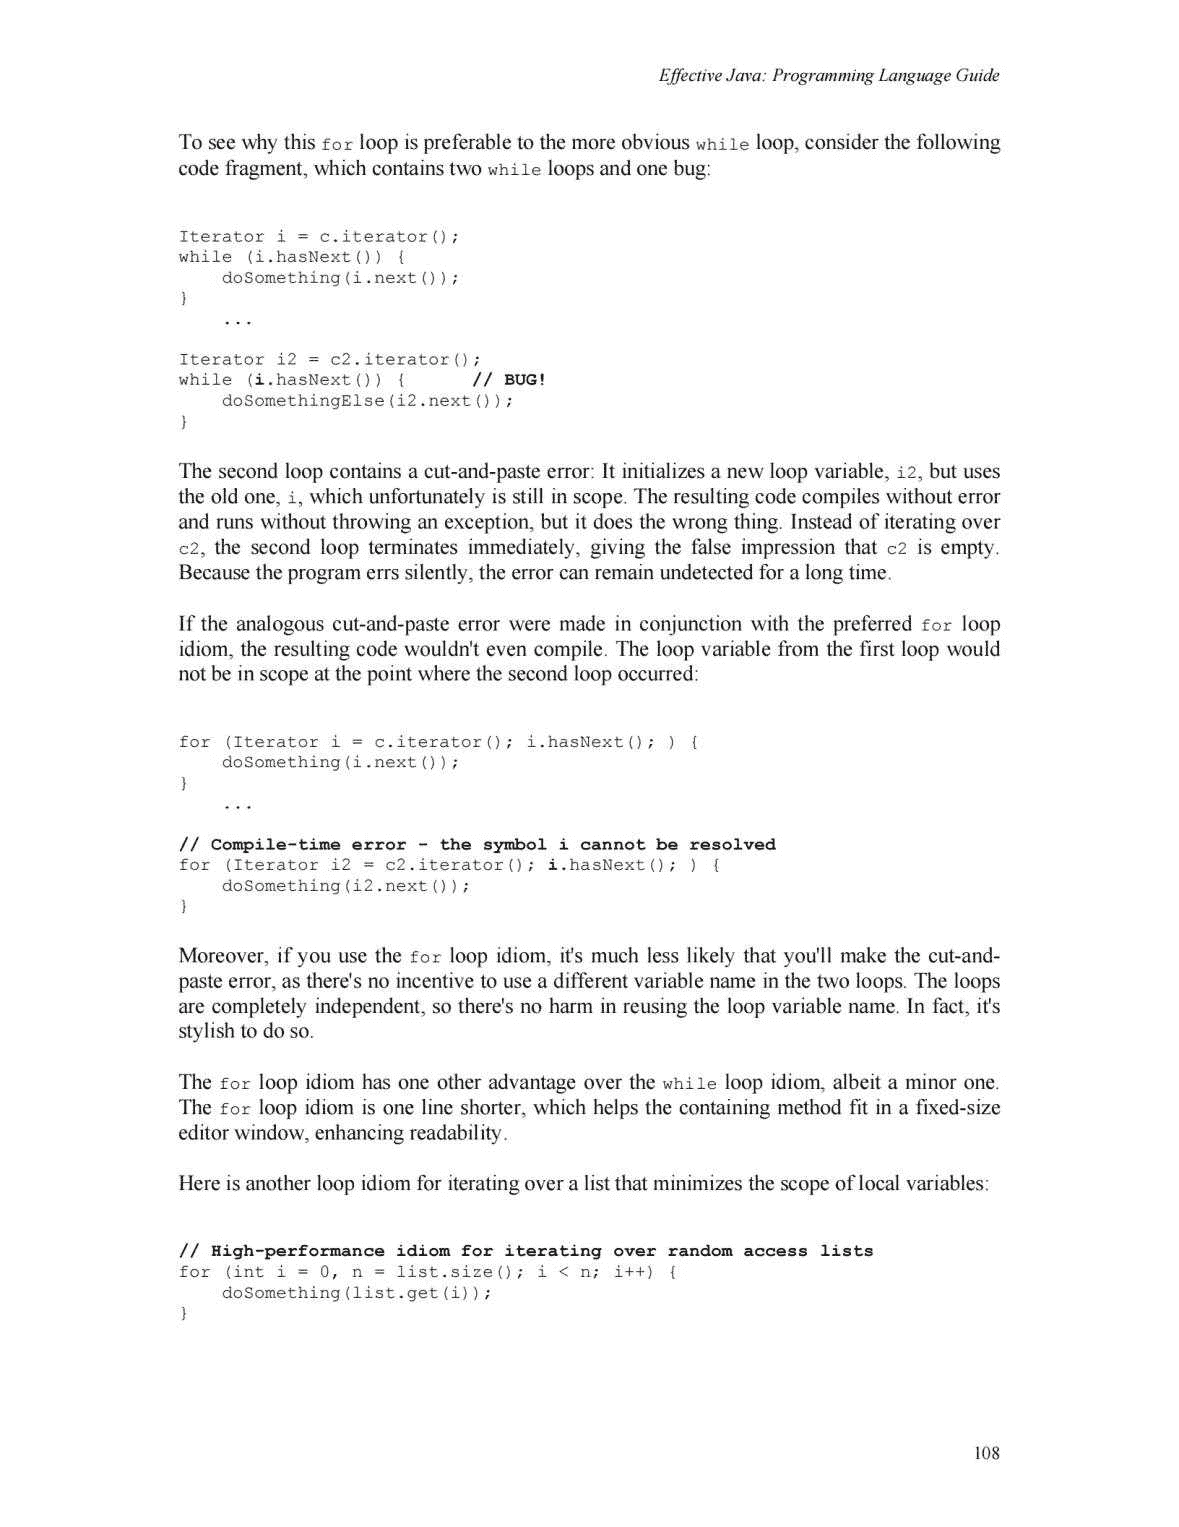 Effective Java: Programming Language Guide
To see why this for loop is preferable to the more obvious while loop, consider the following
code fragment, which contains two while loops and one bug:
Iterator i = c.iterator();
while (i.hasNext()) {
    doSomething(i.next());
}
    ...
Iterator i2 = c2.iterator();
while (i.hasNext()) {      // BUG!
    doSomethingElse(i2.next());
}
The second loop contains a cut-and-paste error: It initializes a new loop variable, i2, but uses
the old one, i, which unfortunately is still in scope. The resulting code compiles without error
and runs without throwing an exception, but it does the wrong thing. Instead of iterating over
c2, the second loop terminates immediately, giving the false impression that c2 is empty.
Because the program errs silently, the error can remain undetected for a long time.
If the analogous cut-and-paste error were made in conjunction with the preferred for loop
idiom, the resulting code wouldn't even compile. The loop variable from the first loop would
not be in scope at the point where the second loop occurred:
for (Iterator i = c.iterator(); i.hasNext(); ) {
    doSomething(i.next());
}
    ...
// Compile-time error - the symbol i cannot be resolved
for (Iterator i2 = c2.iterator(); i.hasNext(); ) {
    doSomething(i2.next());
}
Moreover, if you use the for loop idiom, it's much less likely that you'll make the cut-and-
paste error, as there's no incentive to use a different variable name in the two loops. The loops
are completely independent, so there's no harm in reusing the loop variable name. In fact, it's
stylish to do so.
The for loop idiom has one other advantage over the while loop idiom, albeit a minor one.
The for loop idiom is one line shorter, which helps the containing method fit in a fixed-size
editor window, enhancing readability.
Here is another loop idiom for iterating over a list that minimizes the scope of local variables:
// High-performance idiom for iterating over random access lists
for (int i = 0, n = list.size(); i < n; i++) {
    doSomething(list.get(i));
}
108